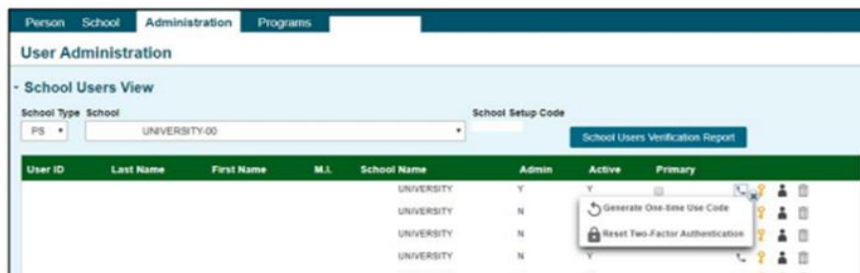 Person School Administration Programs
User Administration
- School Users View
School Type School School Setup Code
PS UNIVERSITY-00
School Users Verification Report
User ID Last Name First Name M.I. School Name Admin Active Primary
UNIVERSITY Y Y
Generate One-time Use Code
UNIVERSITY N
Reset Two-Factor Authentication
UNIVERSITY N
UNIVERSITY N Y